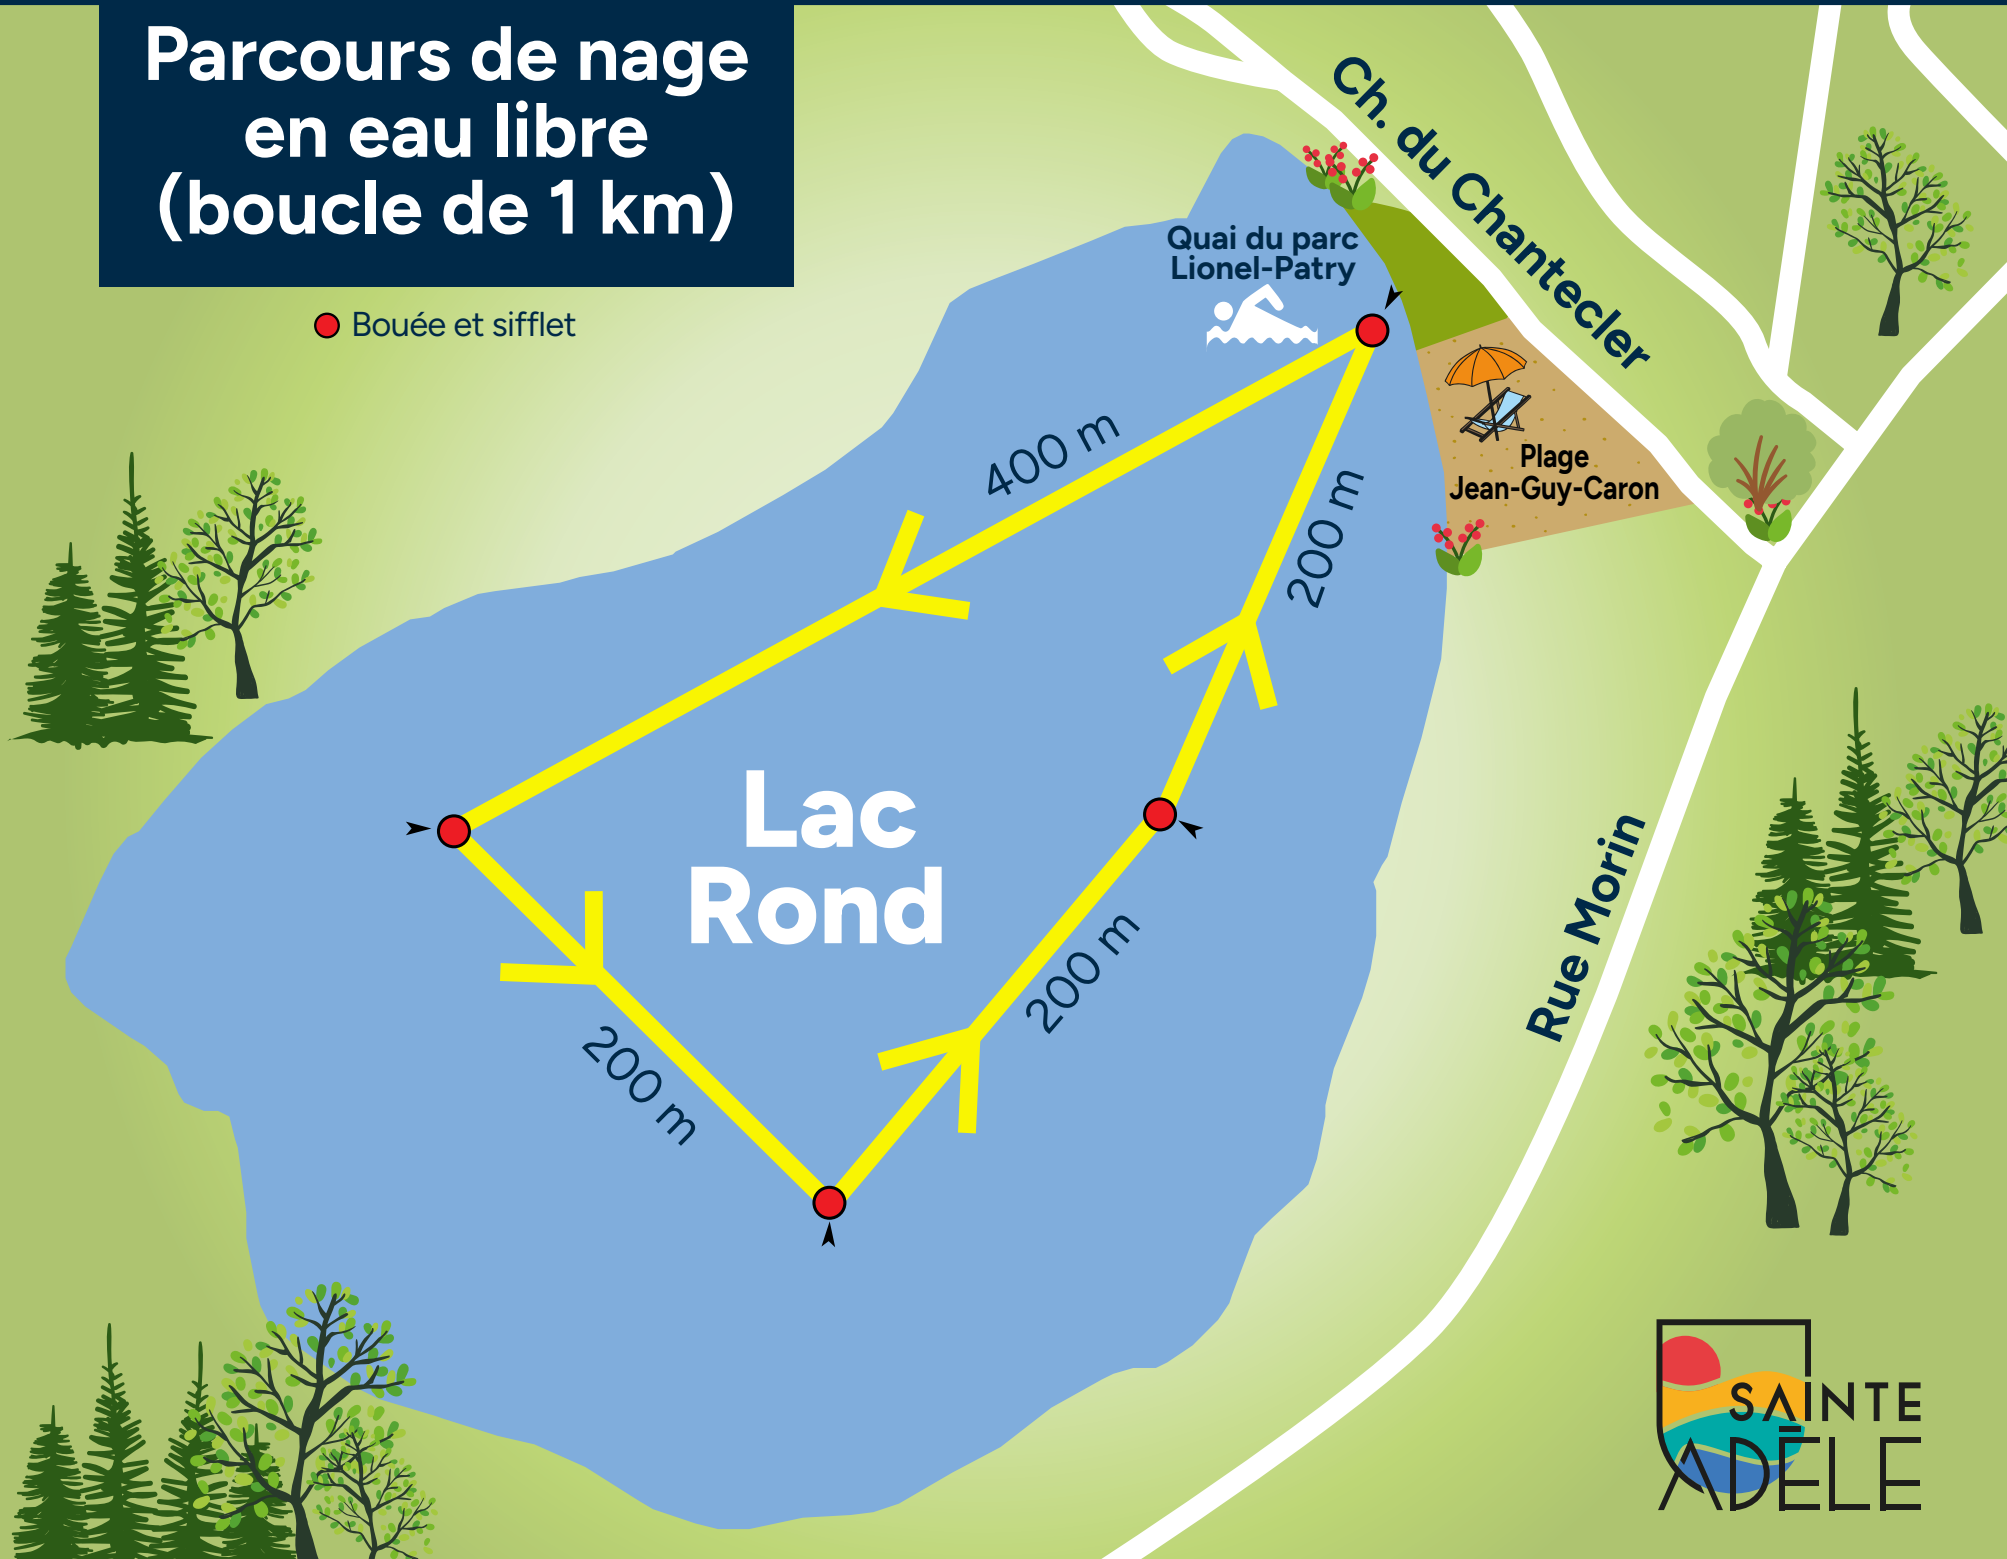 Parcours de nage
en eau libre
(boucle de 1 km)
Bouée et sifflet
Ch. du Chantecler
Quai du parc
Lionel-Patry
400 m
200 m
Plage
Jean-Guy-Caron
Lac
Rond
200 m
200 m
Rue Morin
SAINTE
ADÈLE